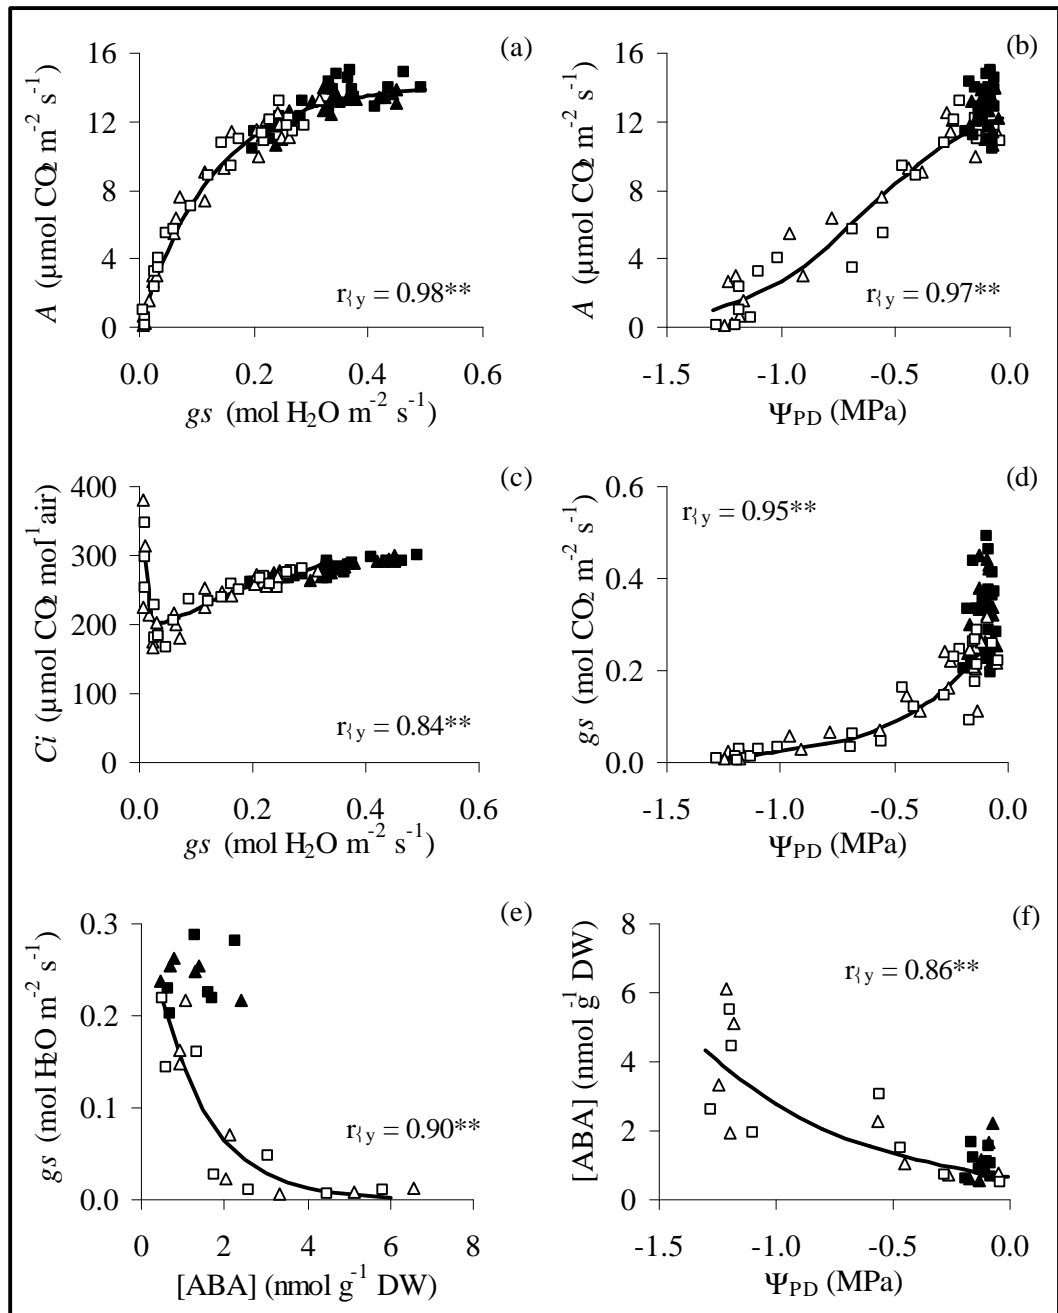 (a)
16
12
8
4
0
A (µmol CO2 m-2 s-1)
r{y = 0.98**
0.0 0.2 0.4 0.6
gs (mol H2O m-2 s-1)
(b)
16
12
8
4
0
A (µmol CO2 m-2 s-1)
r{y = 0.97**
-1.5 -1.0 -0.5 0.0
ΨPD (MPa)
(c)
400
300
200
100
0
Ci (µmol CO2 mol-1 air)
r{y = 0.84**
0.0 0.2 0.4 0.6
gs (mol H2O m-2 s-1)
(d)
0.6
0.4
0.2
0.0
gs (mol CO2 m-2 s-1)
r{y = 0.95**
-1.5 -1.0 -0.5 0.0
ΨPD (MPa)
(e)
0.3
0.2
0.1
0.0
gs (mol H2O m-2 s-1)
r{y = 0.90**
0 2 4 6 8
[ABA] (nmol g-1 DW)
(f)
8
6
4
2
0
[ABA] (nmol g-1 DW)
r{y = 0.86**
-1.5 -1.0 -0.5 0.0
ΨPD (MPa)